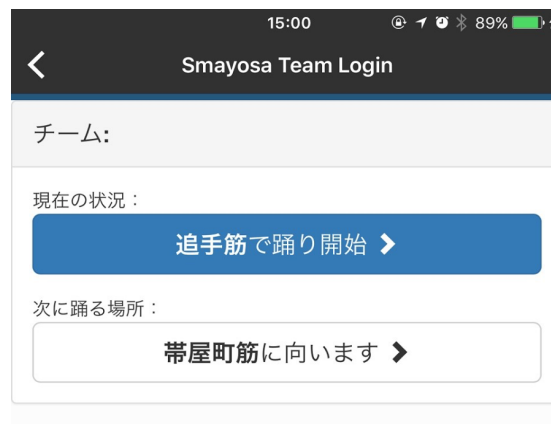 15:00 89%
Smayosa Team Login
チーム:
現在の状況：
追手筋で踊り開始
次に踊る場所：
帯屋町筋に向います